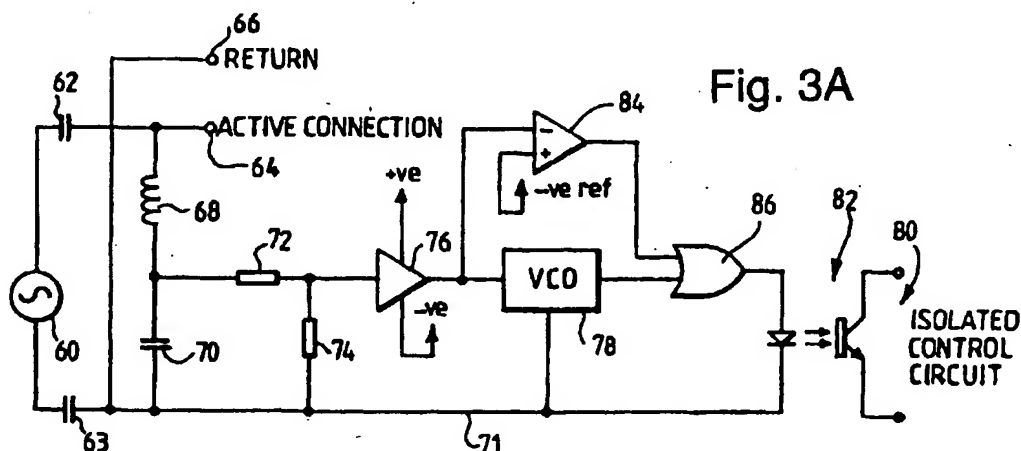 66
RETURN
Fig. 3A
62
84
ACTIVE CONNECTION
64
−
+
+ve
−ve ref
68
86
82
80
72
76
VCO
−ve
60
70
74
78
ISOLATED
CONTROL
CIRCUIT
63
71